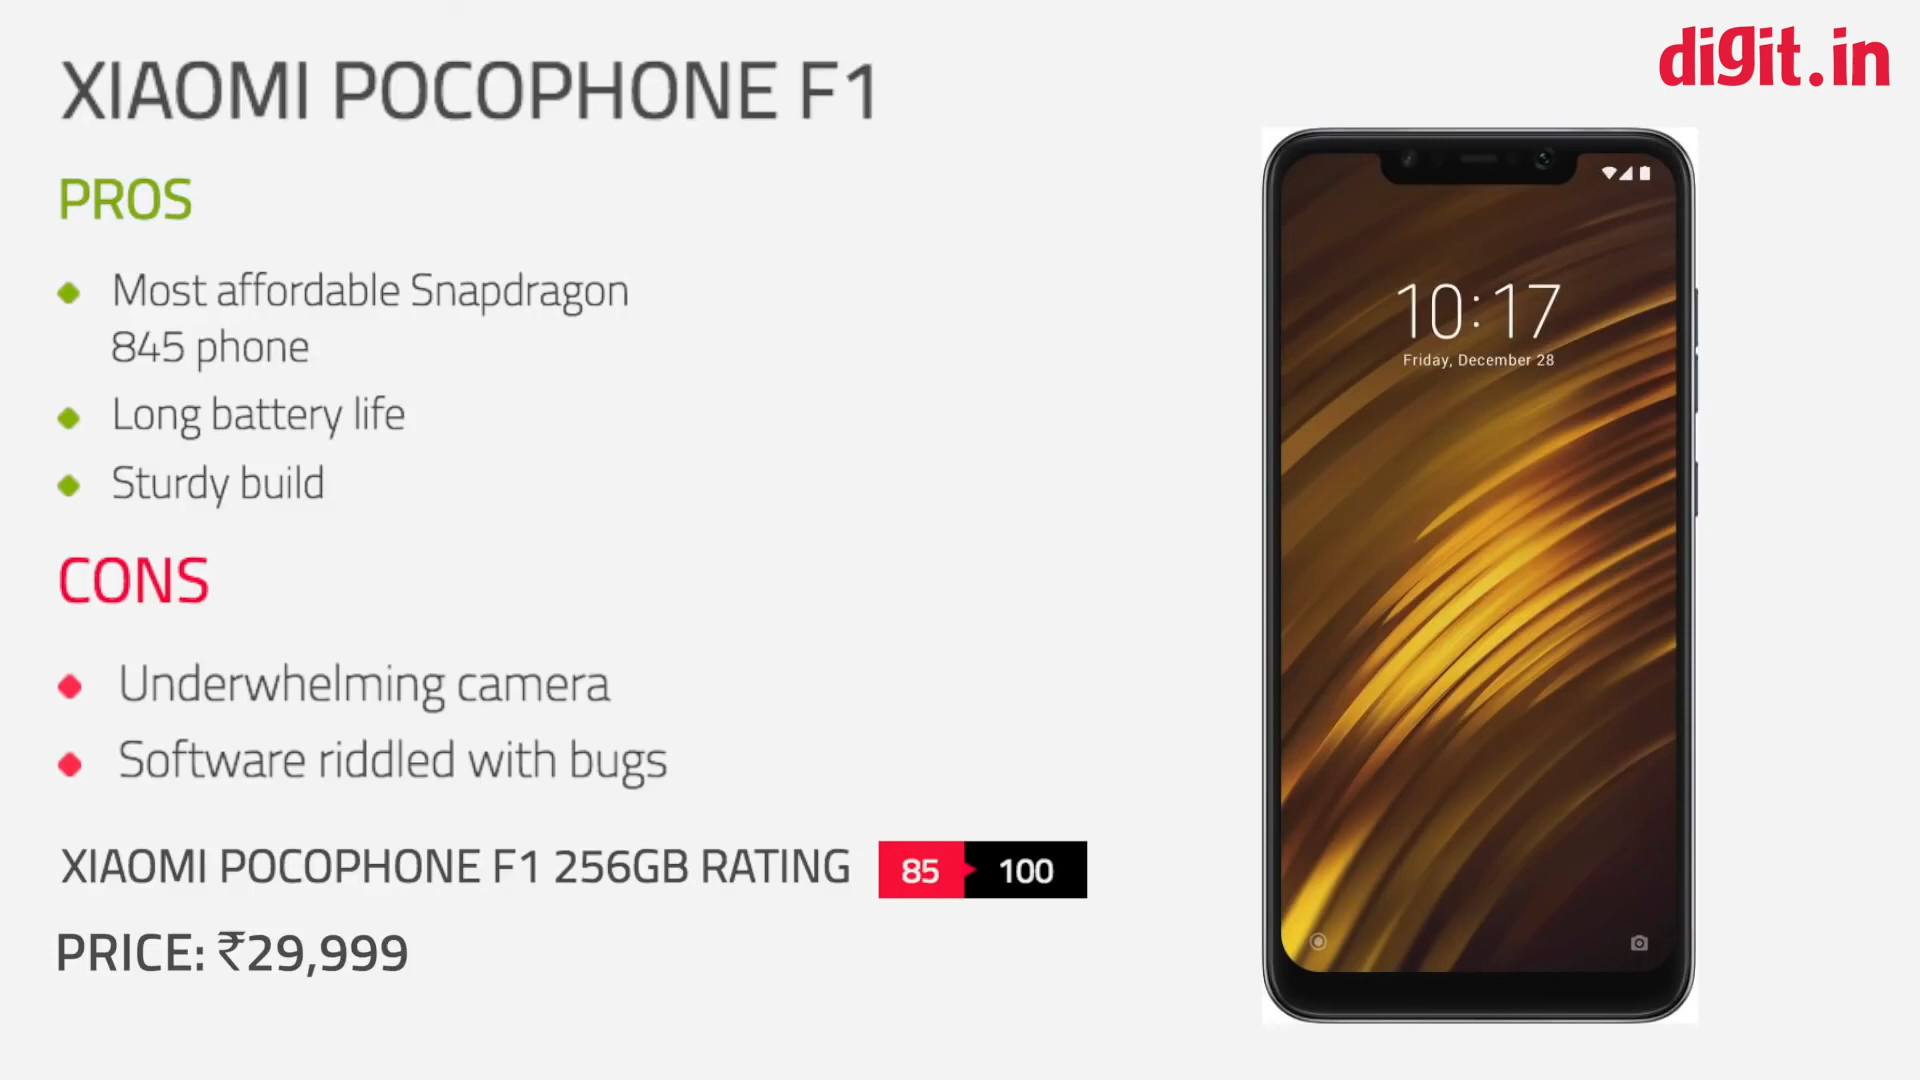 digit.in
XIAOMI POCOPHONE F1
PROS
Most affordable Snapdragon
845 phone
Long battery life
Sturdy build
CONS
Underwhelming camera
Software riddled with bugs
XIAOMI POCOPHONE F1 256GB RATING 85 100
PRICE: ₹29,999
10:17
Friday, December 28